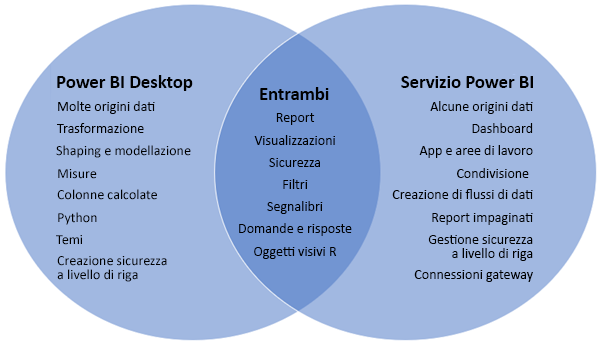 Power BI Desktop
Molte origini dati
Trasformazione
Shaping e modellazione
Misure
Colonne calcolate
Python
Temi
Creazione sicurezza
a livello di riga
Entrambi
Report
Visualizzazioni
Sicurezza
Filtri
Segnalibri
Domande e risposte
Oggetti visivi R
Servizio Power BI
Alcune origini dati
Dashboard
App e aree di lavoro
Condivisione
Creazione di flussi di dati
Report impaginati
Gestione sicurezza
a livello di riga
Connessioni gateway